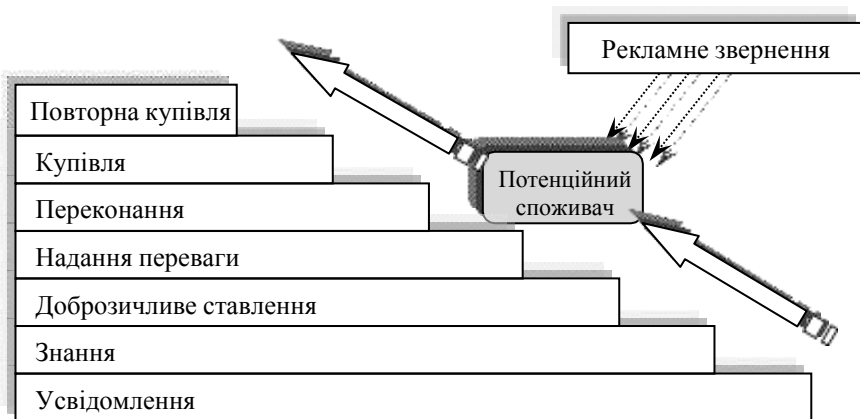 Рекламне звернення
Повторна купівля
Купівля
Потенційний
споживач
Переконання
Надання переваги
Доброзичливе ставлення
Знання
Усвідомлення